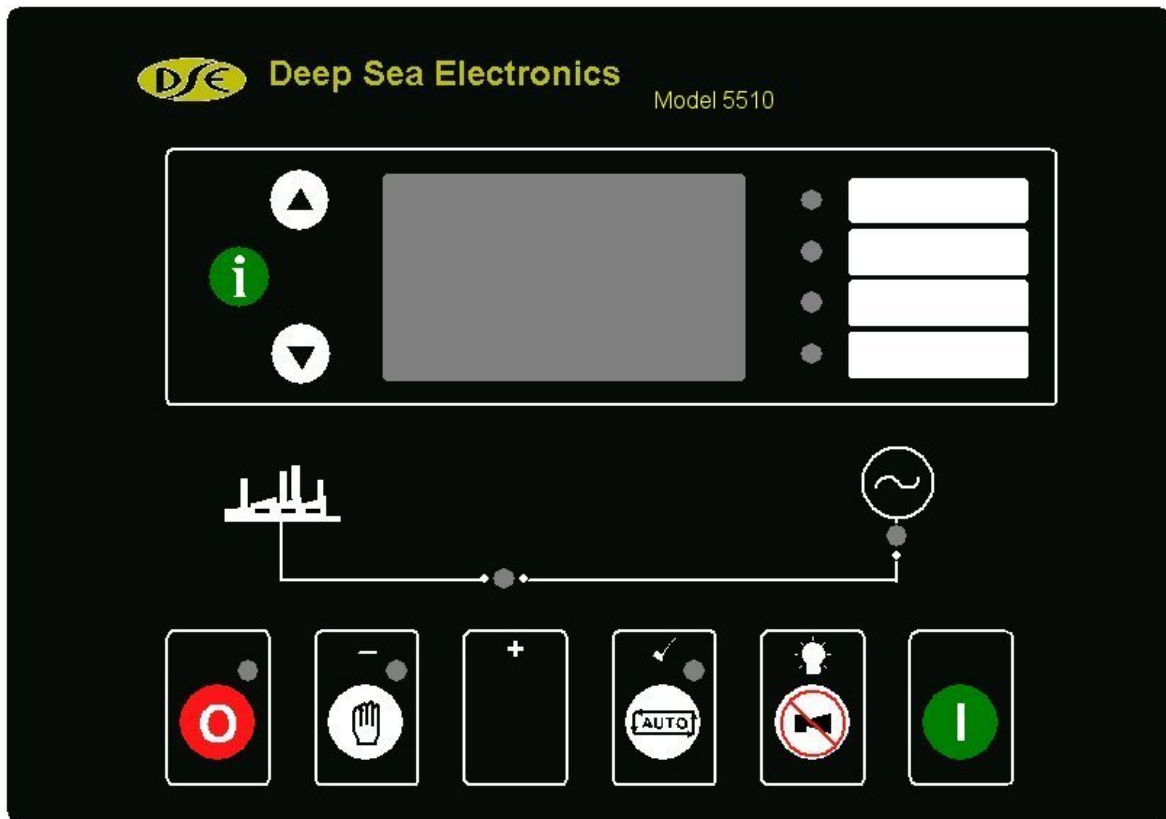 DSE Deep Sea Electronics
Model 5510
i
− + ✓
O AUTO I